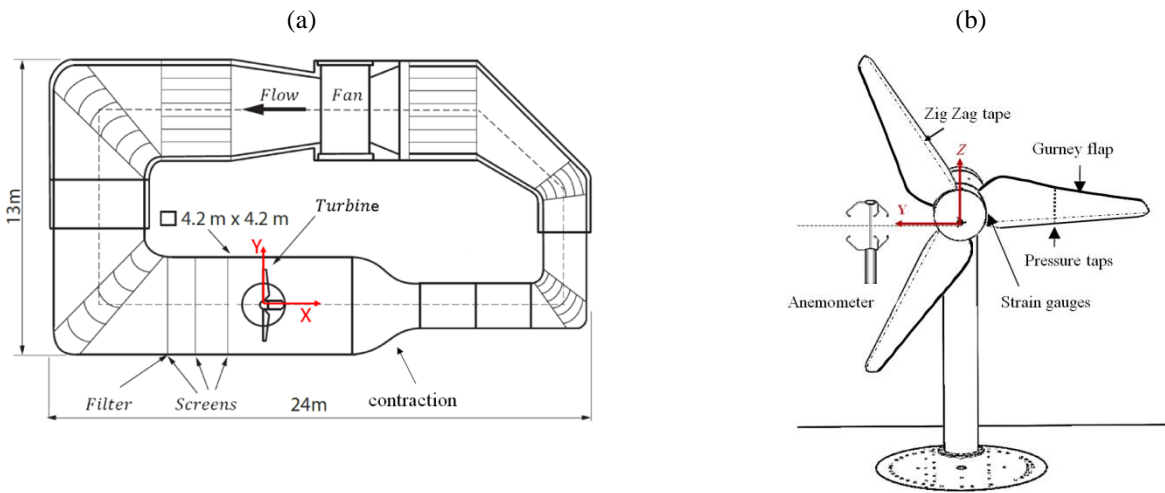 (a)
(b)
Flow
Fan
Zig Zag tape
Z
Gurney flap
13m
4.2 m x 4.2 m
Turbine
Y
Y
X
Pressure taps
Anemometer
Strain gauges
Filter
Screens
24m
contraction